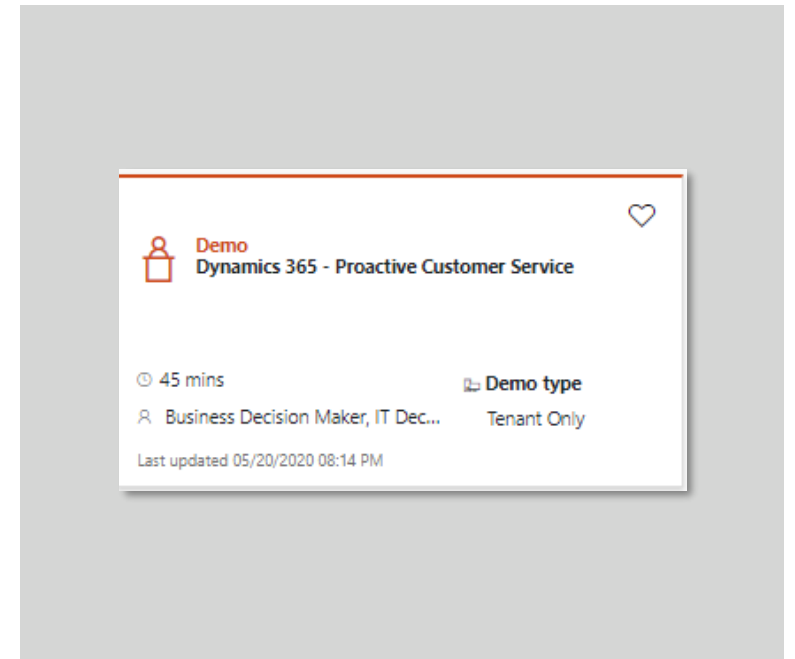 Demo
Dynamics 365 - Proactive Customer Service
45 mins
Demo type
Business Decision Maker, IT Dec...
Tenant Only
Last updated 05/20/2020 08:14 PM